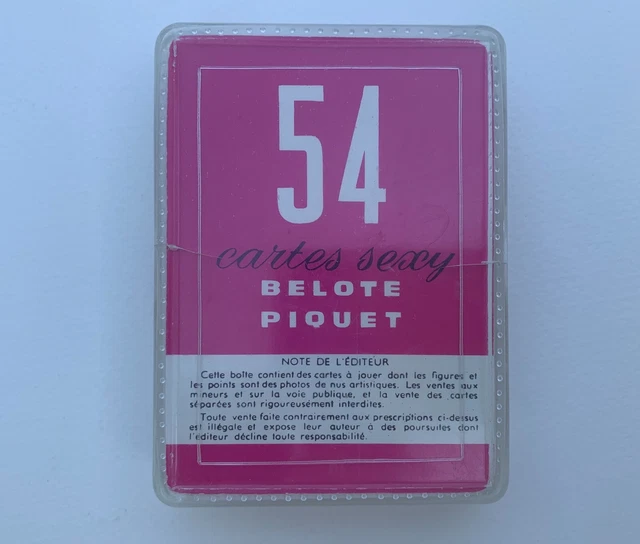 54
cartes sexy
BELOTE
PIQUET
NOTE DE L'ÉDITEUR
Cette boîte contient des cartes à jouer dont les figures et
les points sont des photos de nus artistiques. Les ventes aux
mineurs et sur la voie publique, et la vente des cartes
séparées sont rigoureusement interdites.
Toute vente faite contrairement aux prescriptions ci-dessus
est illégale et expose leur auteur à des poursuites dont
l'éditeur décline toute responsabilité.